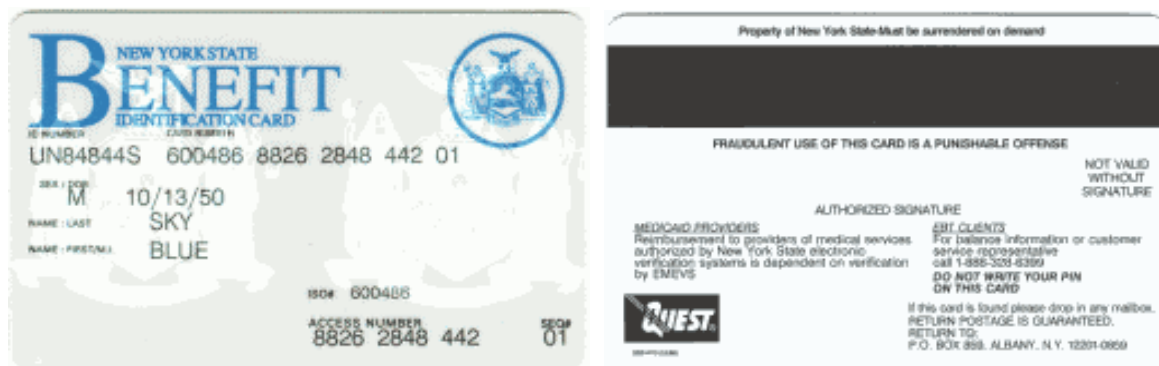 NEW YORK STATE
BENEFIT
IDENTIFICATION CARD
ID NUMBER CARD NUMBER
UN84844S 600486 8826 2848 442 01
SEX : DOB
M 10/13/50
NAME : LAST SKY
NAME : FIRST/M.I. BLUE
ISO# 600486
ACCESS NUMBER SEQ#
8826 2848 442 01
Property of New York State-Must be surrendered on demand
FRAUDULENT USE OF THIS CARD IS A PUNISHABLE OFFENSE
NOT VALID
WITHOUT
SIGNATURE
AUTHORIZED SIGNATURE
MEDICAID PROVIDERS
Reimbursement to providers of medical services
authorized by New York State electronic
verification systems is dependent on verification
by EMEVS
EBT CLIENTS
For balance information or customer
service representative
call 1-888-328-6399
DO NOT WRITE YOUR PIN
ON THIS CARD
QUEST
If this card is found please drop in any mailbox.
RETURN POSTAGE IS GUARANTEED.
RETURN TO:
P.O. BOX 859, ALBANY, N.Y. 12201-0859